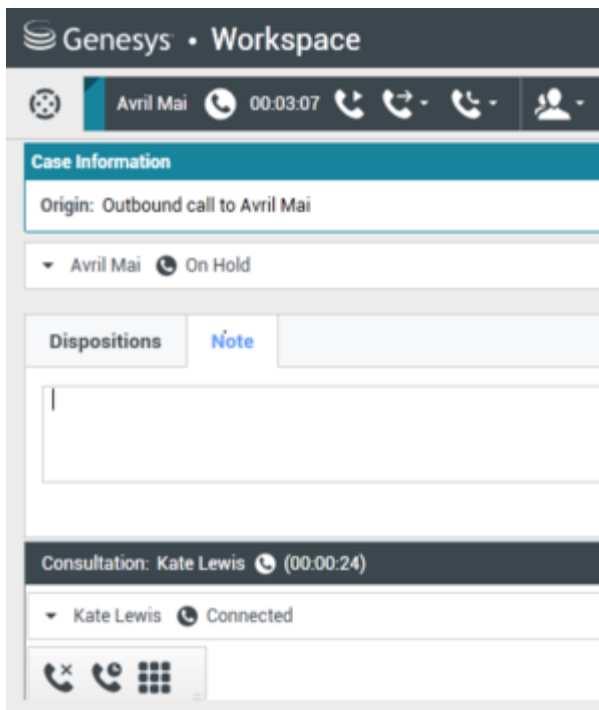 Genesys • Workspace
Avril Mai 00:03:07
Case Information
Origin: Outbound call to Avril Mai
Avril Mai On Hold
Dispositions Note
Consultation: Kate Lewis (00:00:24)
Kate Lewis Connected